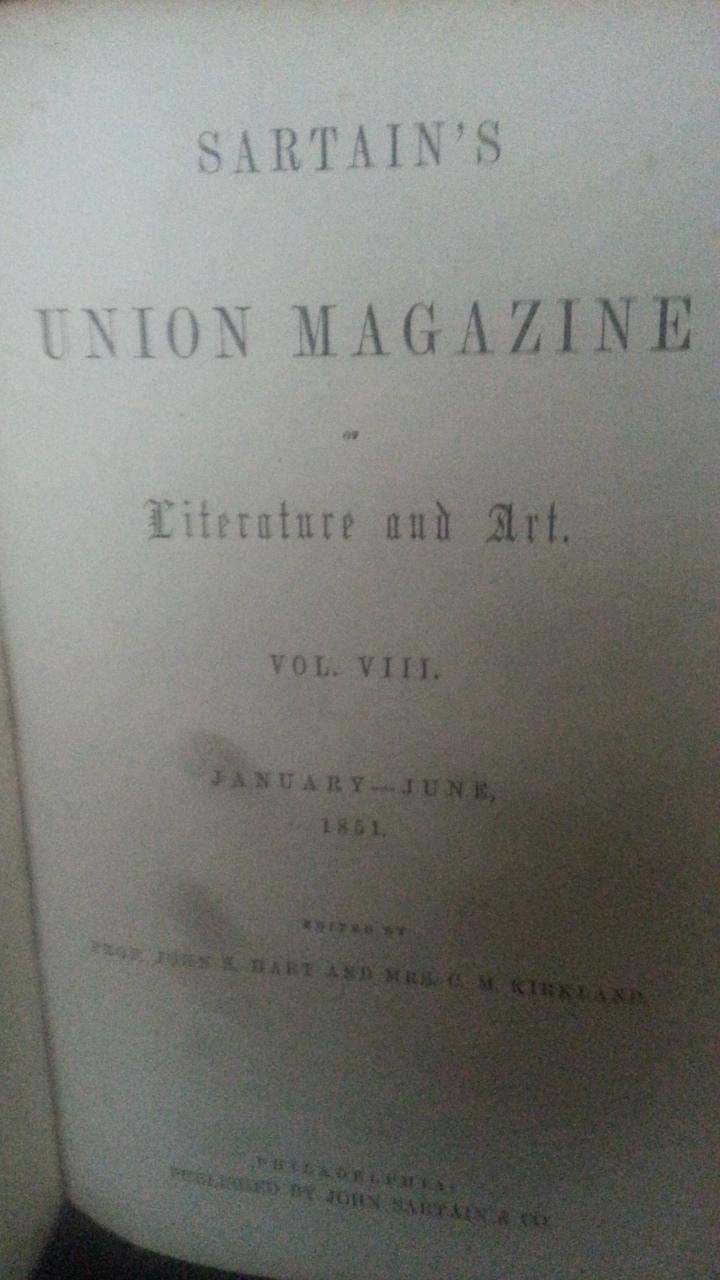 SARTAIN'S
UNION MAGAZINE
OF
Literature and Art.
VOL. VIII.
JANUARY—JUNE,
1851.
EDITED BY
PROF. JOHN S. HART AND MRS. C. M. KIRKLAND.
PHILADELPHIA:
PUBLISHED BY JOHN SARTAIN & CO.